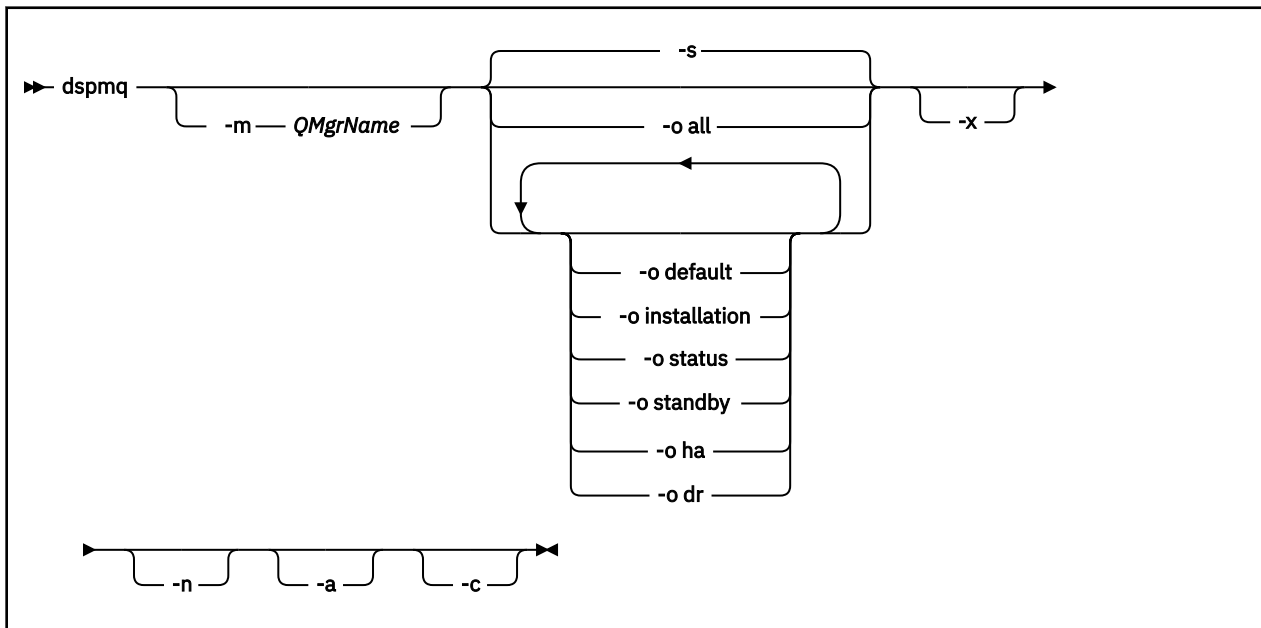 -s
dspmq
-m QMgrName
-o all
-x
-o default
-o installation
-o status
-o standby
-o ha
-o dr
-n -a -c